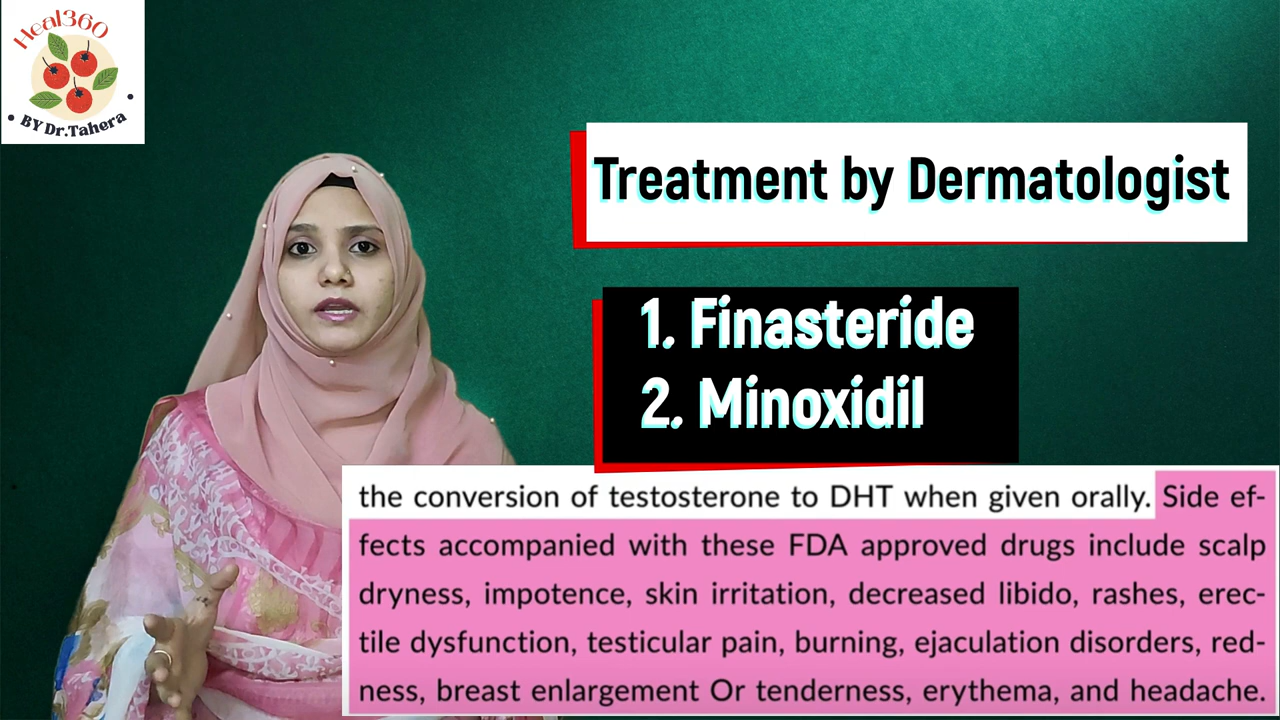 Heal360
• BY Dr.Tahera •
Treatment by Dermatologist
1. Finasteride
2. Minoxidil
the conversion of testosterone to DHT when given orally. Side ef-
fects accompanied with these FDA approved drugs include scalp
dryness, impotence, skin irritation, decreased libido, rashes, erec-
tile dysfunction, testicular pain, burning, ejaculation disorders, red-
ness, breast enlargement Or tenderness, erythema, and headache.